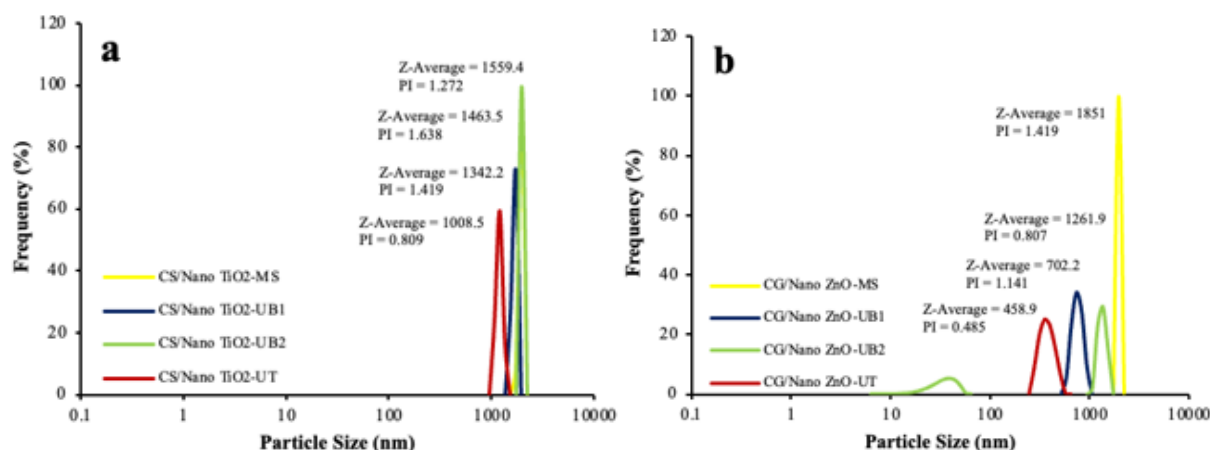 a
Z-Average = 1559.4
PI = 1.272
Z-Average = 1463.5
PI = 1.638
Z-Average = 1342.2
PI = 1.419
Z-Average = 1008.5
PI = 0.809
CS/Nano TiO2-MS
CS/Nano TiO2-UB1
CS/Nano TiO2-UB2
CS/Nano TiO2-UT
Frequency (%)
120
100
80
60
40
20
0
0.1 1 10 100 1000 10000
Particle Size (nm)
b
Z-Average = 1851
PI = 1.419
Z-Average = 1261.9
PI = 0.807
Z-Average = 702.2
PI = 1.141
Z-Average = 458.9
PI = 0.485
CG/Nano ZnO-MS
CG/Nano ZnO-UB1
CG/Nano ZnO-UB2
CG/Nano ZnO-UT
Frequency (%)
120
100
80
60
40
20
0
0.1 1 10 100 1000 10000
Particle Size (nm)